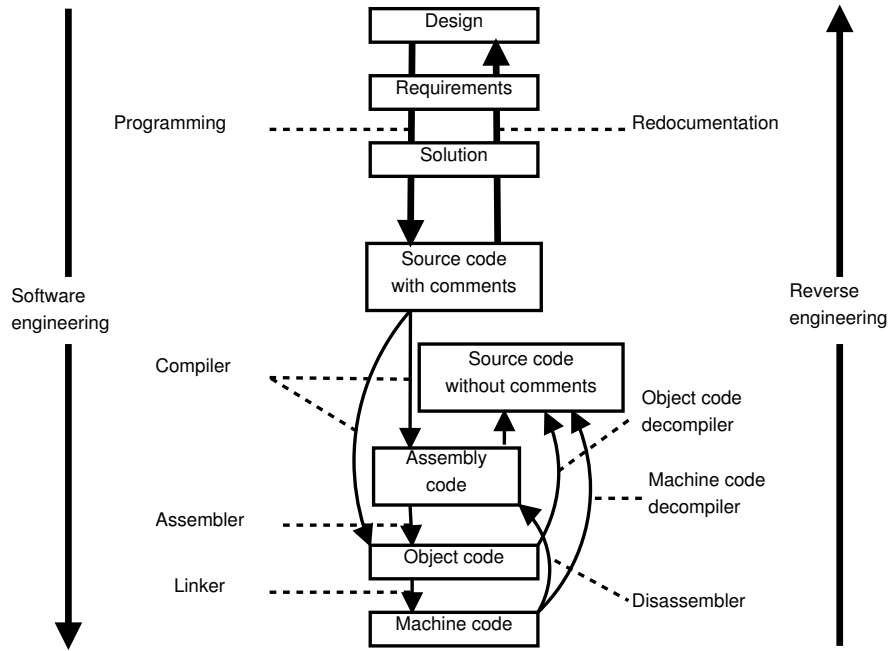 Design
Requirements
Programming
Redocumentation
Solution
Source code
with comments
Software
engineering
Reverse
engineering
Compiler
Source code
without comments
Object code
decompiler
Assembly
code
Machine code
decompiler
Assembler
Object code
Linker
Disassembler
Machine code